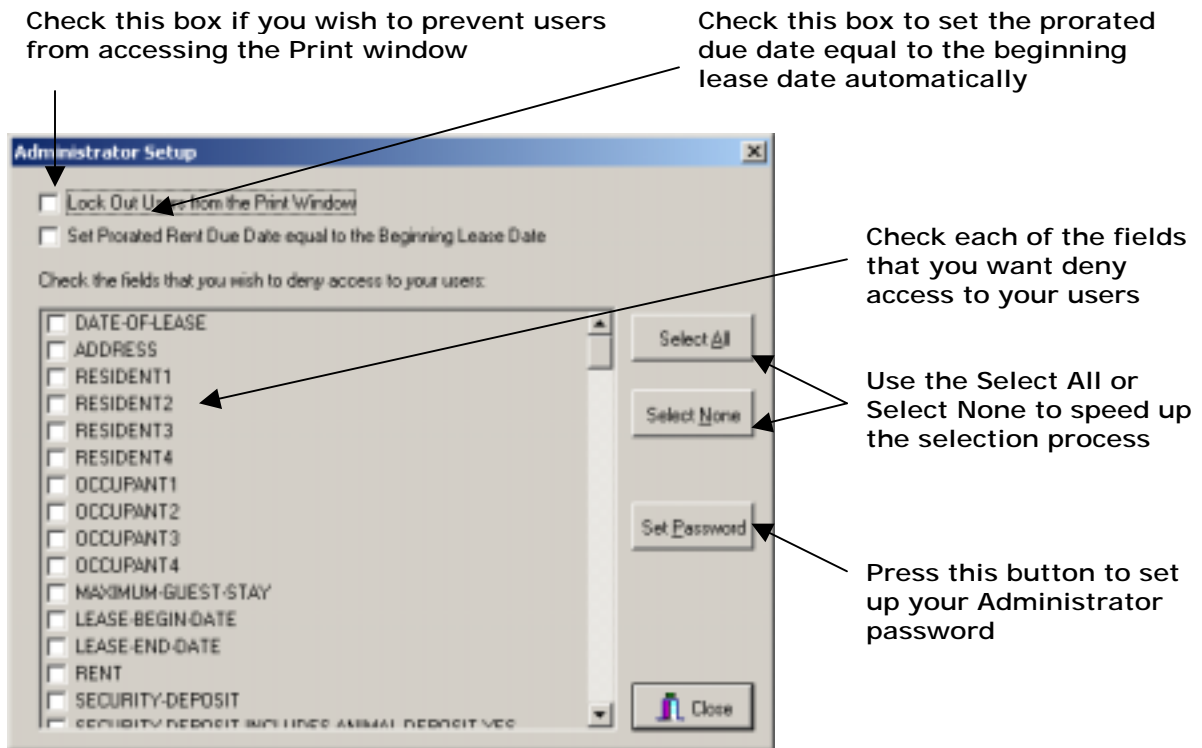 Check this box if you wish to prevent users
from accessing the Print window
Check this box to set the prorated
due date equal to the beginning
lease date automatically
Administrator Setup
Lock Out Users from the Print Window
Set Prorated Rent Due Date equal to the Beginning Lease Date
Check the fields that you wish to deny access to your users:
DATE-OF-LEASE
ADDRESS
RESIDENT1
RESIDENT2
RESIDENT3
RESIDENT4
OCCUPANT1
OCCUPANT2
OCCUPANT3
OCCUPANT4
MAXIMUM-GUEST-STAY
LEASE-BEGIN-DATE
LEASE-END-DATE
RENT
SECURITY-DEPOSIT
SECURITY-DEPOSIT-INCLUDES-ANIMAL-DEPOSIT-YES
Select All
Select None
Set Password
Close
Check each of the fields
that you want deny
access to your users
Use the Select All or
Select None to speed up
the selection process
Press this button to set
up your Administrator
password